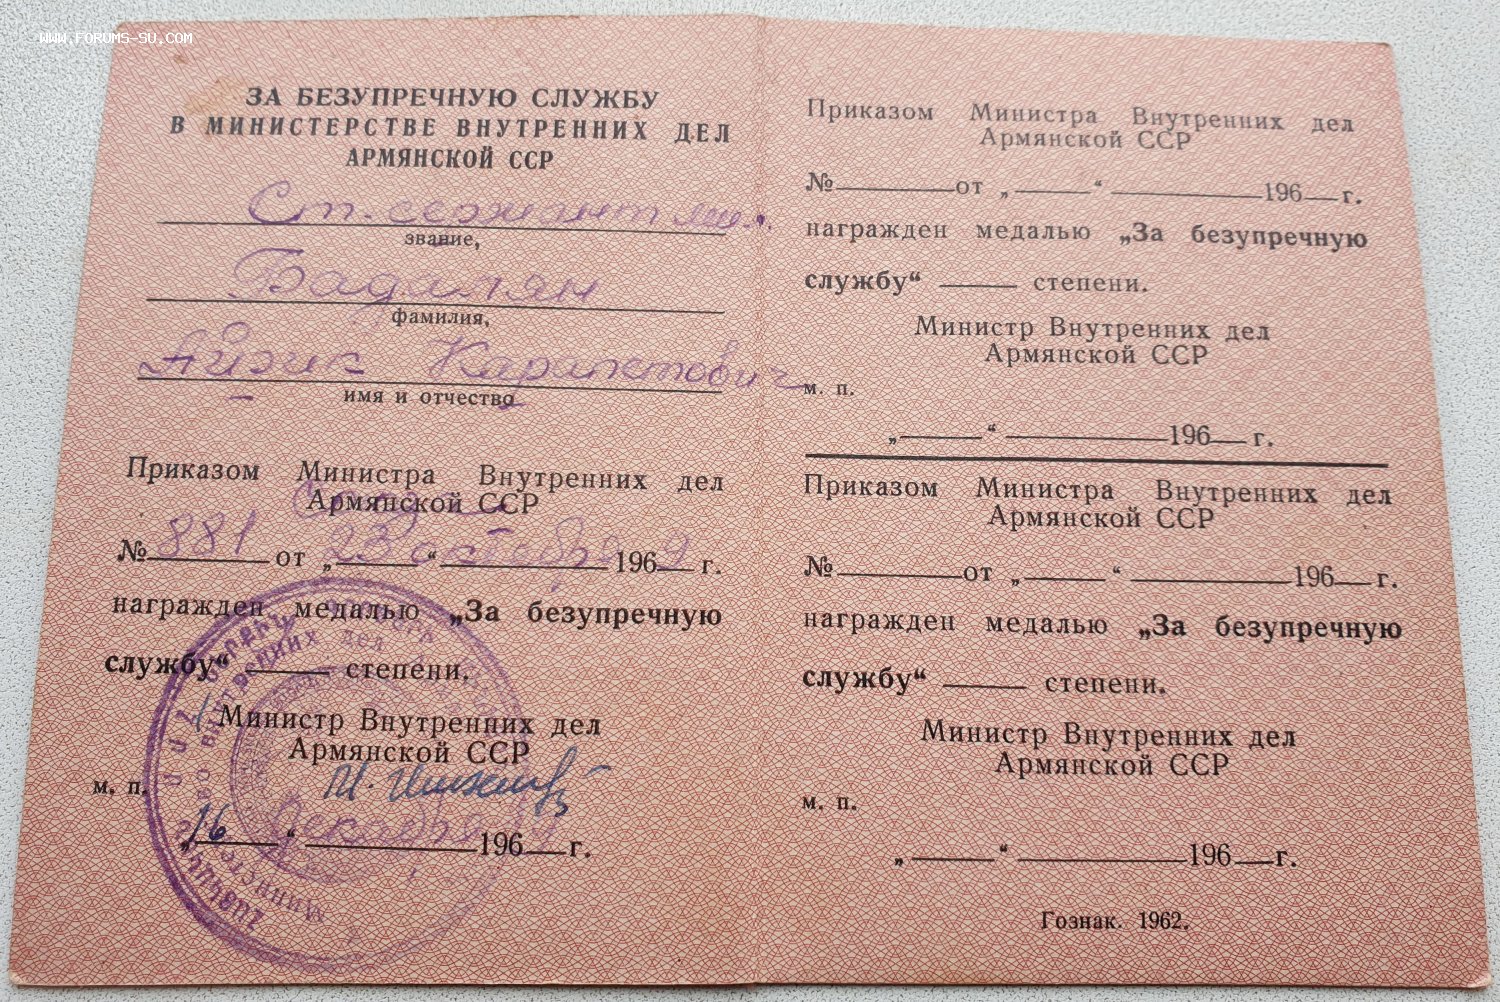 WWW.FORUMS-SU.COM
ЗА БЕЗУПРЕЧНУЮ СЛУЖБУ
В МИНИСТЕРСТВЕ ВНУТРЕННИХ ДЕЛ
АРМЯНСКОЙ ССР
Ст. сержант
звание,
Бадалян
фамилия,
Карапетович
имя и отчество
Приказом Министра Внутренних дел
Армянской ССР
№ 881 от „23“ октября 1969 г.
награжден медалью „За безупречную
службу“ степени.
Министр Внутренних дел
Армянской ССР
м. п.
„16“ Декабря 1969 г.
Приказом Министра Внутренних дел
Армянской ССР
№ от „ “ 196 г.
награжден медалью „За безупречную
службу“ степени.
Министр Внутренних дел
Армянской ССР
м. п.
„ “ 196 г.
Приказом Министра Внутренних дел
Армянской ССР
№ от „ “ 196 г.
награжден медалью „За безупречную
службу“ степени.
Министр Внутренних дел
Армянской ССР
м. п.
„ “ 196 г.
Гознак. 1962.